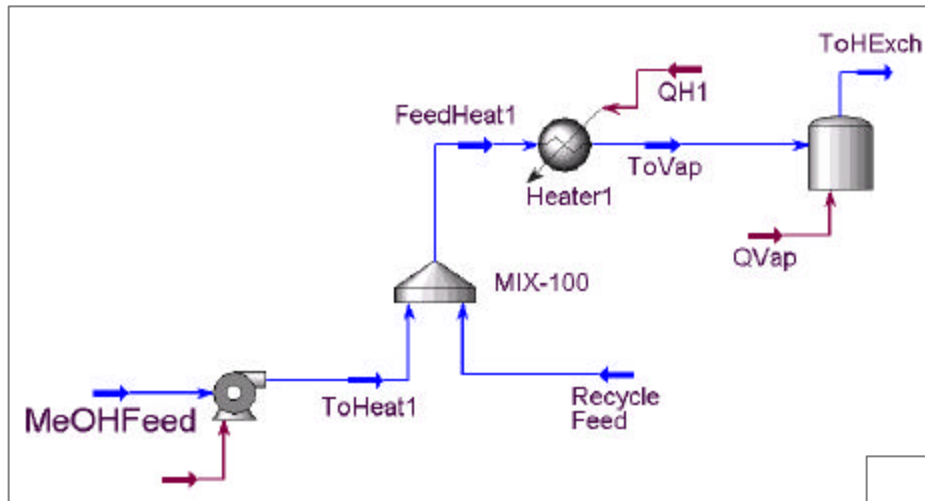 ToHExch
QH1
FeedHeat1
ToVap
Heater1
QVap
MIX-100
ToHeat1
Recycle
Feed
MeOHFeed